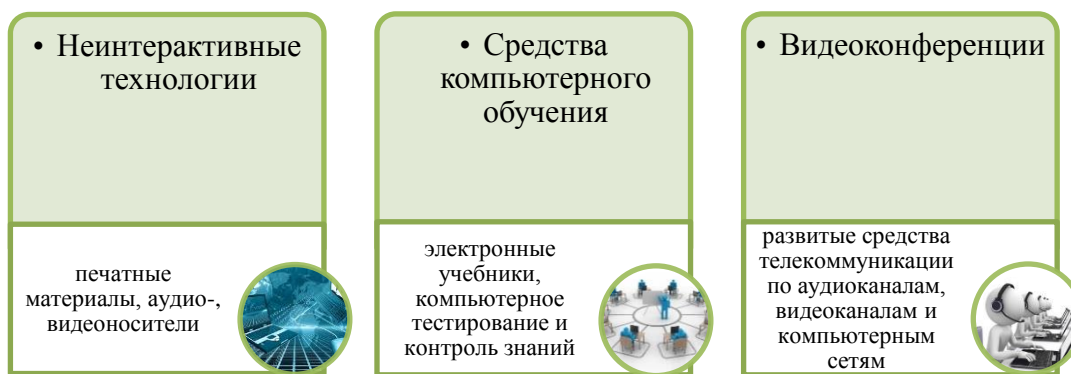 • Неинтерактивные
технологии
печатные
материалы, аудио-,
видеоносители
• Средства
компьютерного
обучения
электронные
учебники,
компьютерное
тестирование и
контроль знаний
• Видеоконференции
развитые средства
телекоммуникации
по аудиоканалам,
видеоканалам и
компьютерным
сетям